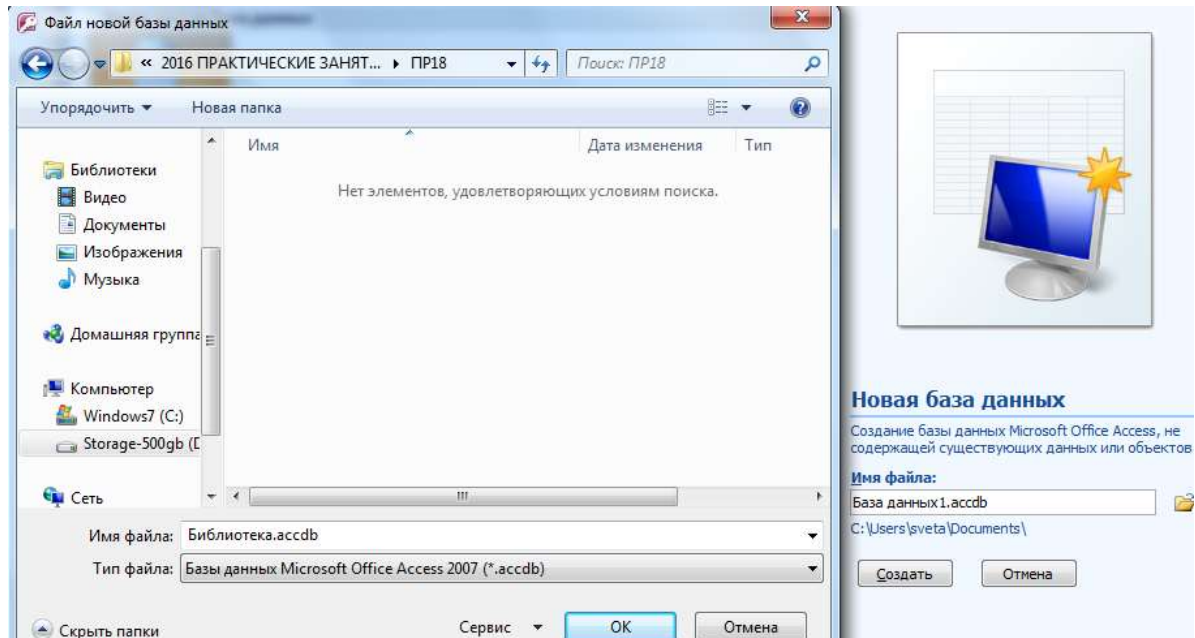 Файл новой базы данных
« 2016 ПРАКТИЧЕСКИЕ ЗАНЯТ... ▸ ПР18
Поиск: ПР18
Упорядочить
Новая папка
Имя
Дата изменения
Тип
Нет элементов, удовлетворяющих условиям поиска.
Библиотеки
Видео
Документы
Изображения
Музыка
Домашняя группа
Компьютер
Windows7 (C:)
Storage-500gb (D
Сеть
Имя файла: Библиотека.accdb
Тип файла: Базы данных Microsoft Office Access 2007 (*.accdb)
Скрыть папки
Сервис
ОК
Отмена
Новая база данных
Создание базы данных Microsoft Office Access, не
содержащей существующих данных или объектов
Имя файла:
База данных1.accdb
C:\Users\sveta\Documents\
Создать
Отмена